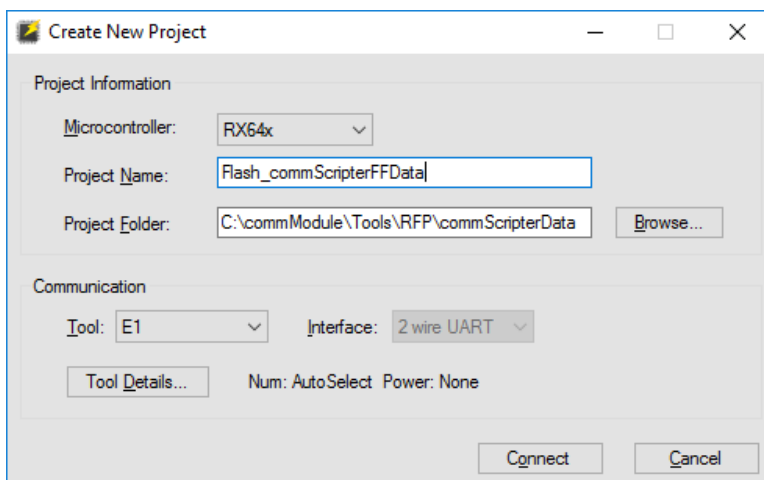 Create New Project
Project Information
Microcontroller: RX64x
Project Name: Flash_commScripterFFData
Project Folder: C:\commModule\Tools\RFP\commScripterData Browse...
Communication
Tool: E1 Interface: 2 wire UART
Tool Details... Num: AutoSelect Power: None
Connect Cancel